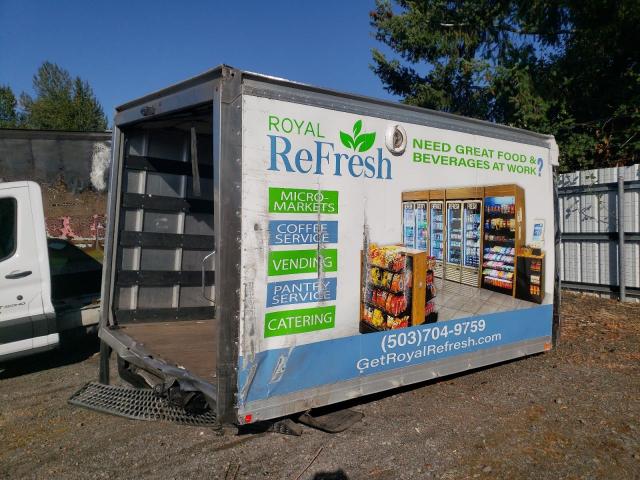 ROYAL
ReFresh
MICRO-
MARKETS
COFFEE
SERVICE
VENDING
PANTRY
SERVICE
CATERING
NEED GREAT FOOD &
BEVERAGES AT WORK?
(503)704-9759
GetRoyalRefresh.com